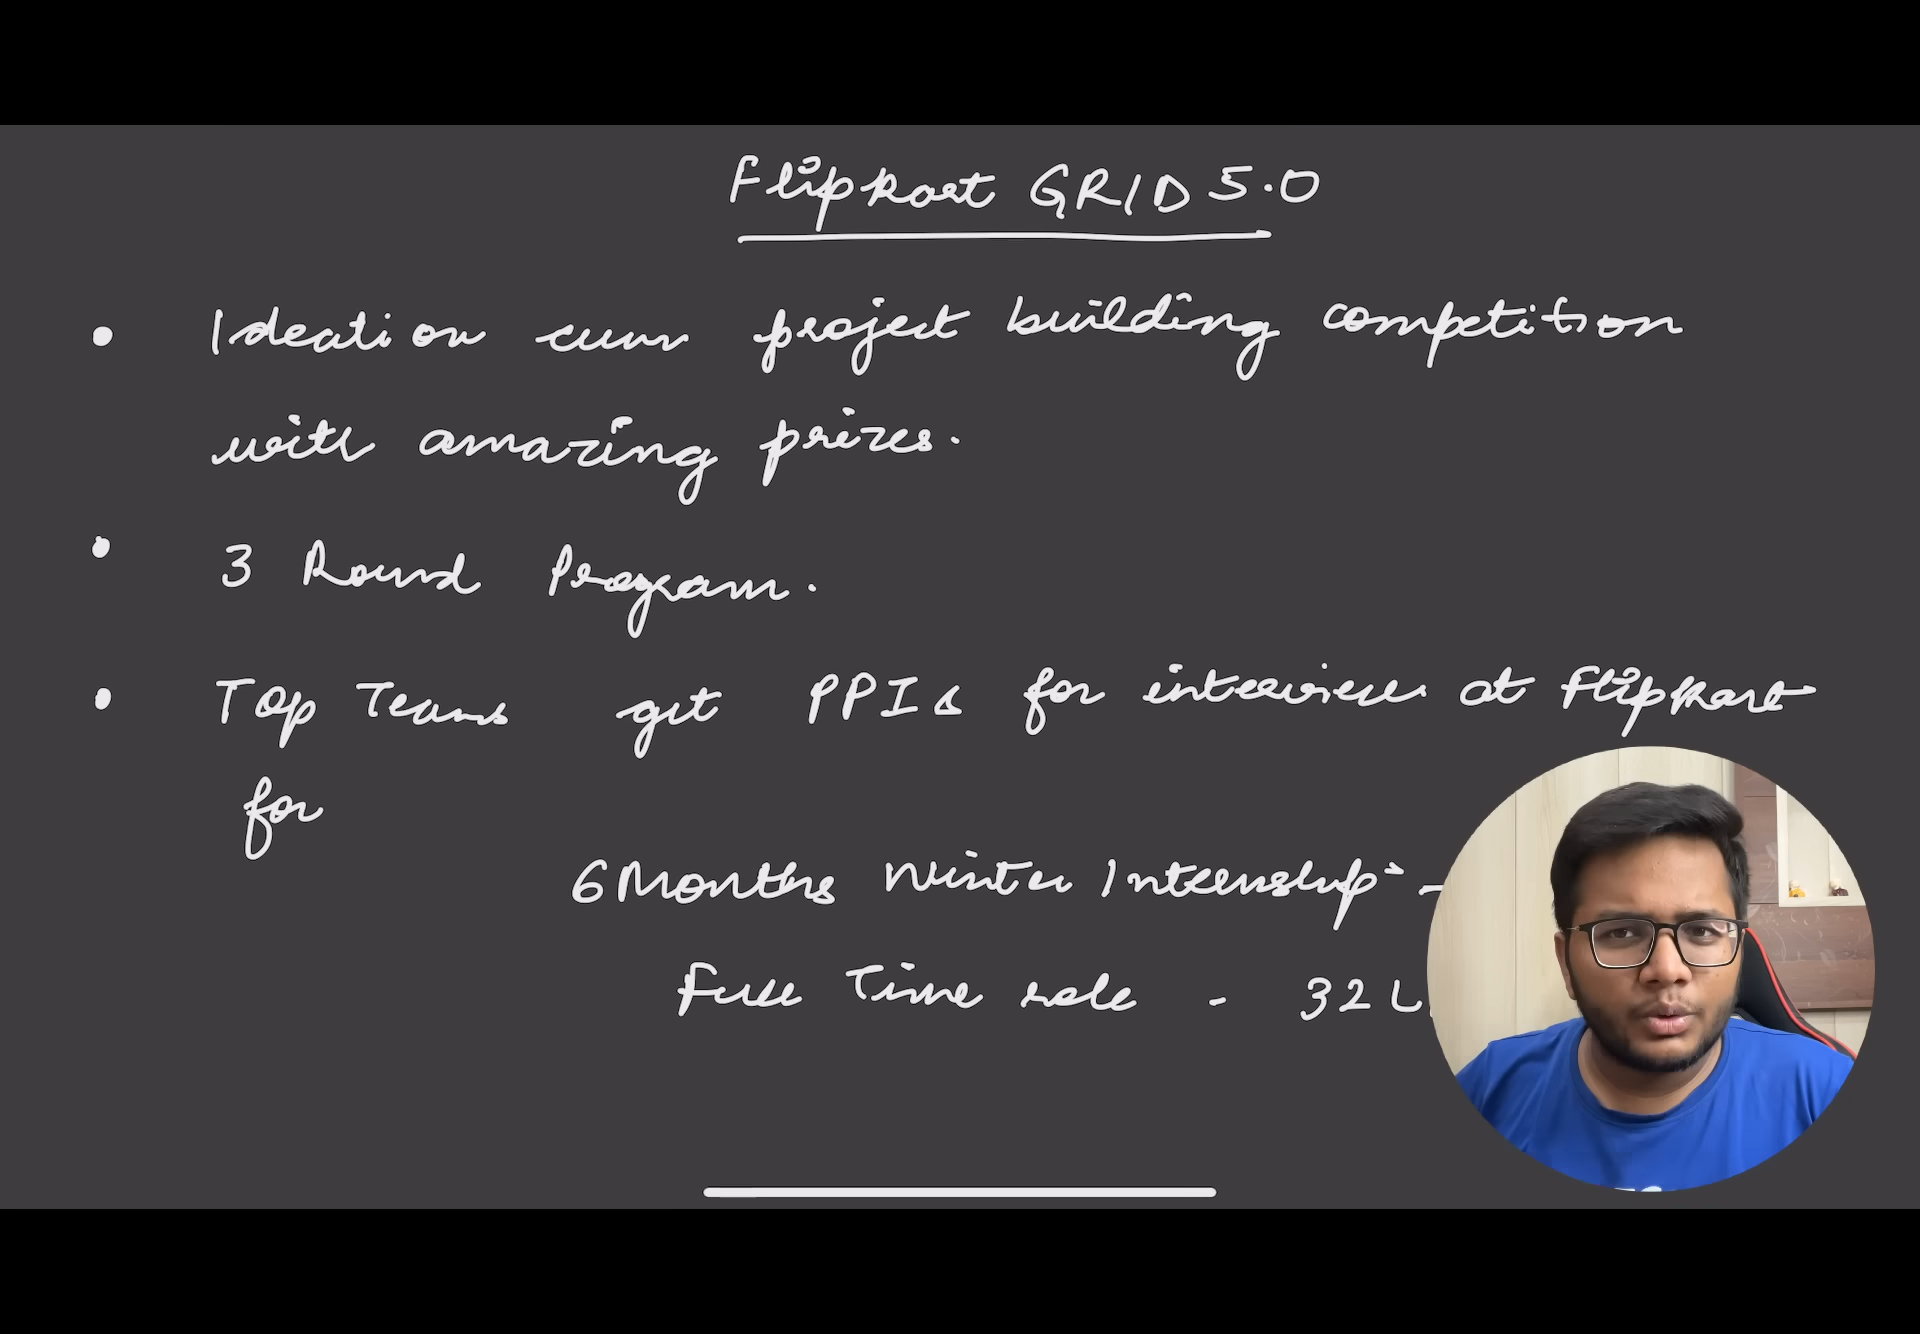 Flipkart GRID 5.0
• Ideation cum project building competition
with amazing prizes.
• 3 Round Program.
• Top Teams get PPIs for interview at Flipkart
for
6 Months Winter Internship -
Full Time role - 32 L